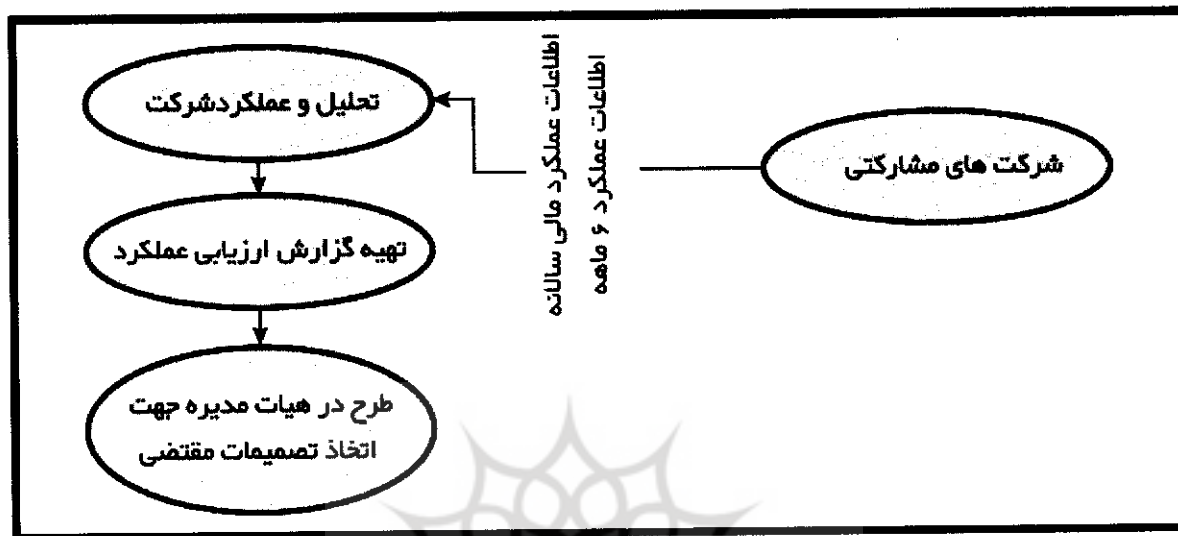 شرکت های مشارکتی
اطلاعات عملکرد ۶ ماهه
اطلاعات عملکرد مالی سالانه
تحلیل و عملکردشرکت
تهیه گزارش ارزیابی عملکرد
طرح در هیات مدیره جهت
اتخاذ تصمیمات مقتضی